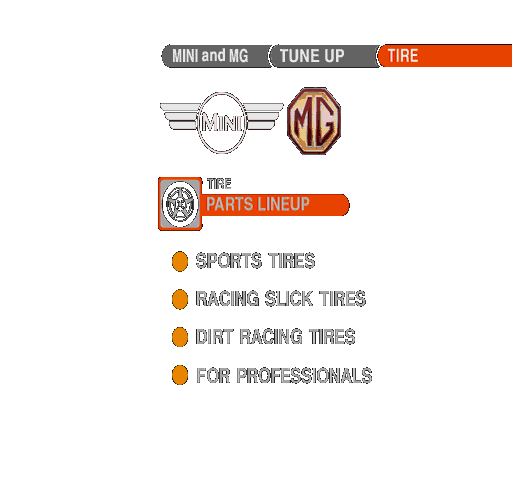 MINI and MG TUNE UP TIRE
MINI MG
TIRE
PARTS LINEUP
SPORTS TIRES
RACING SLICK TIRES
DIRT RACING TIRES
FOR PROFESSIONALS